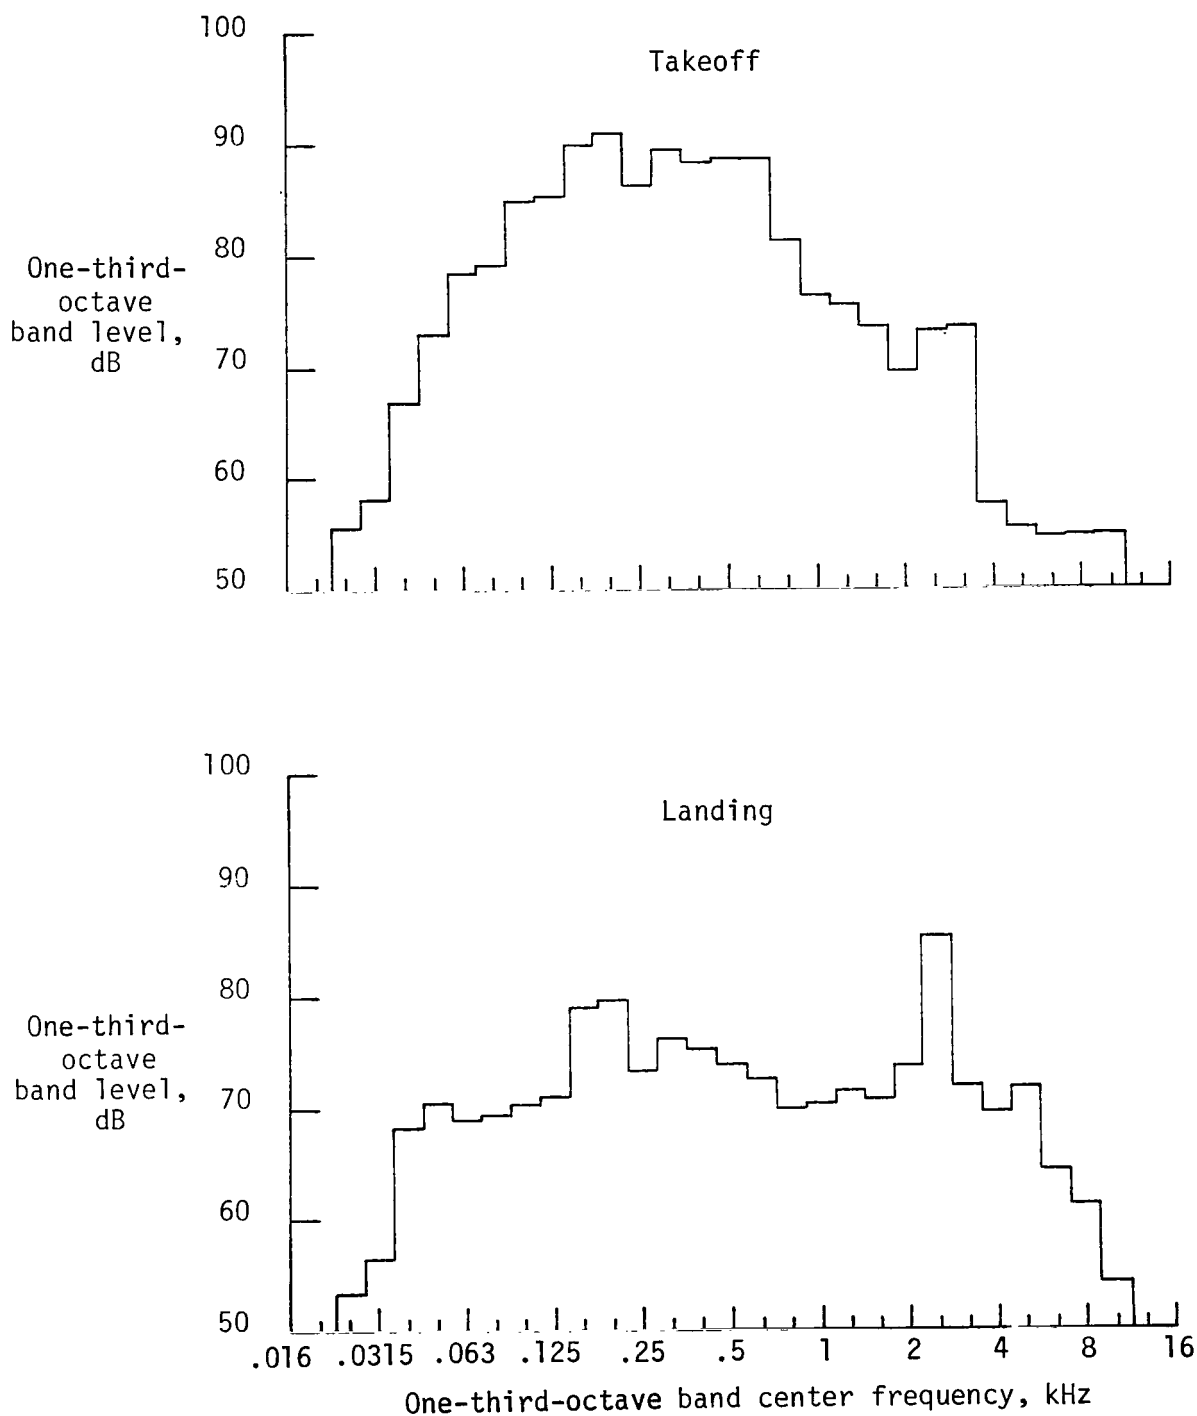 100
Takeoff
90
80
One-third-
octave
band level,
dB
70
60
50
100
Landing
90
80
One-third-
octave
band level,
dB
70
60
50
.016 .0315 .063 .125 .25 .5 1 2 4 8 16
One-third-octave band center frequency, kHz